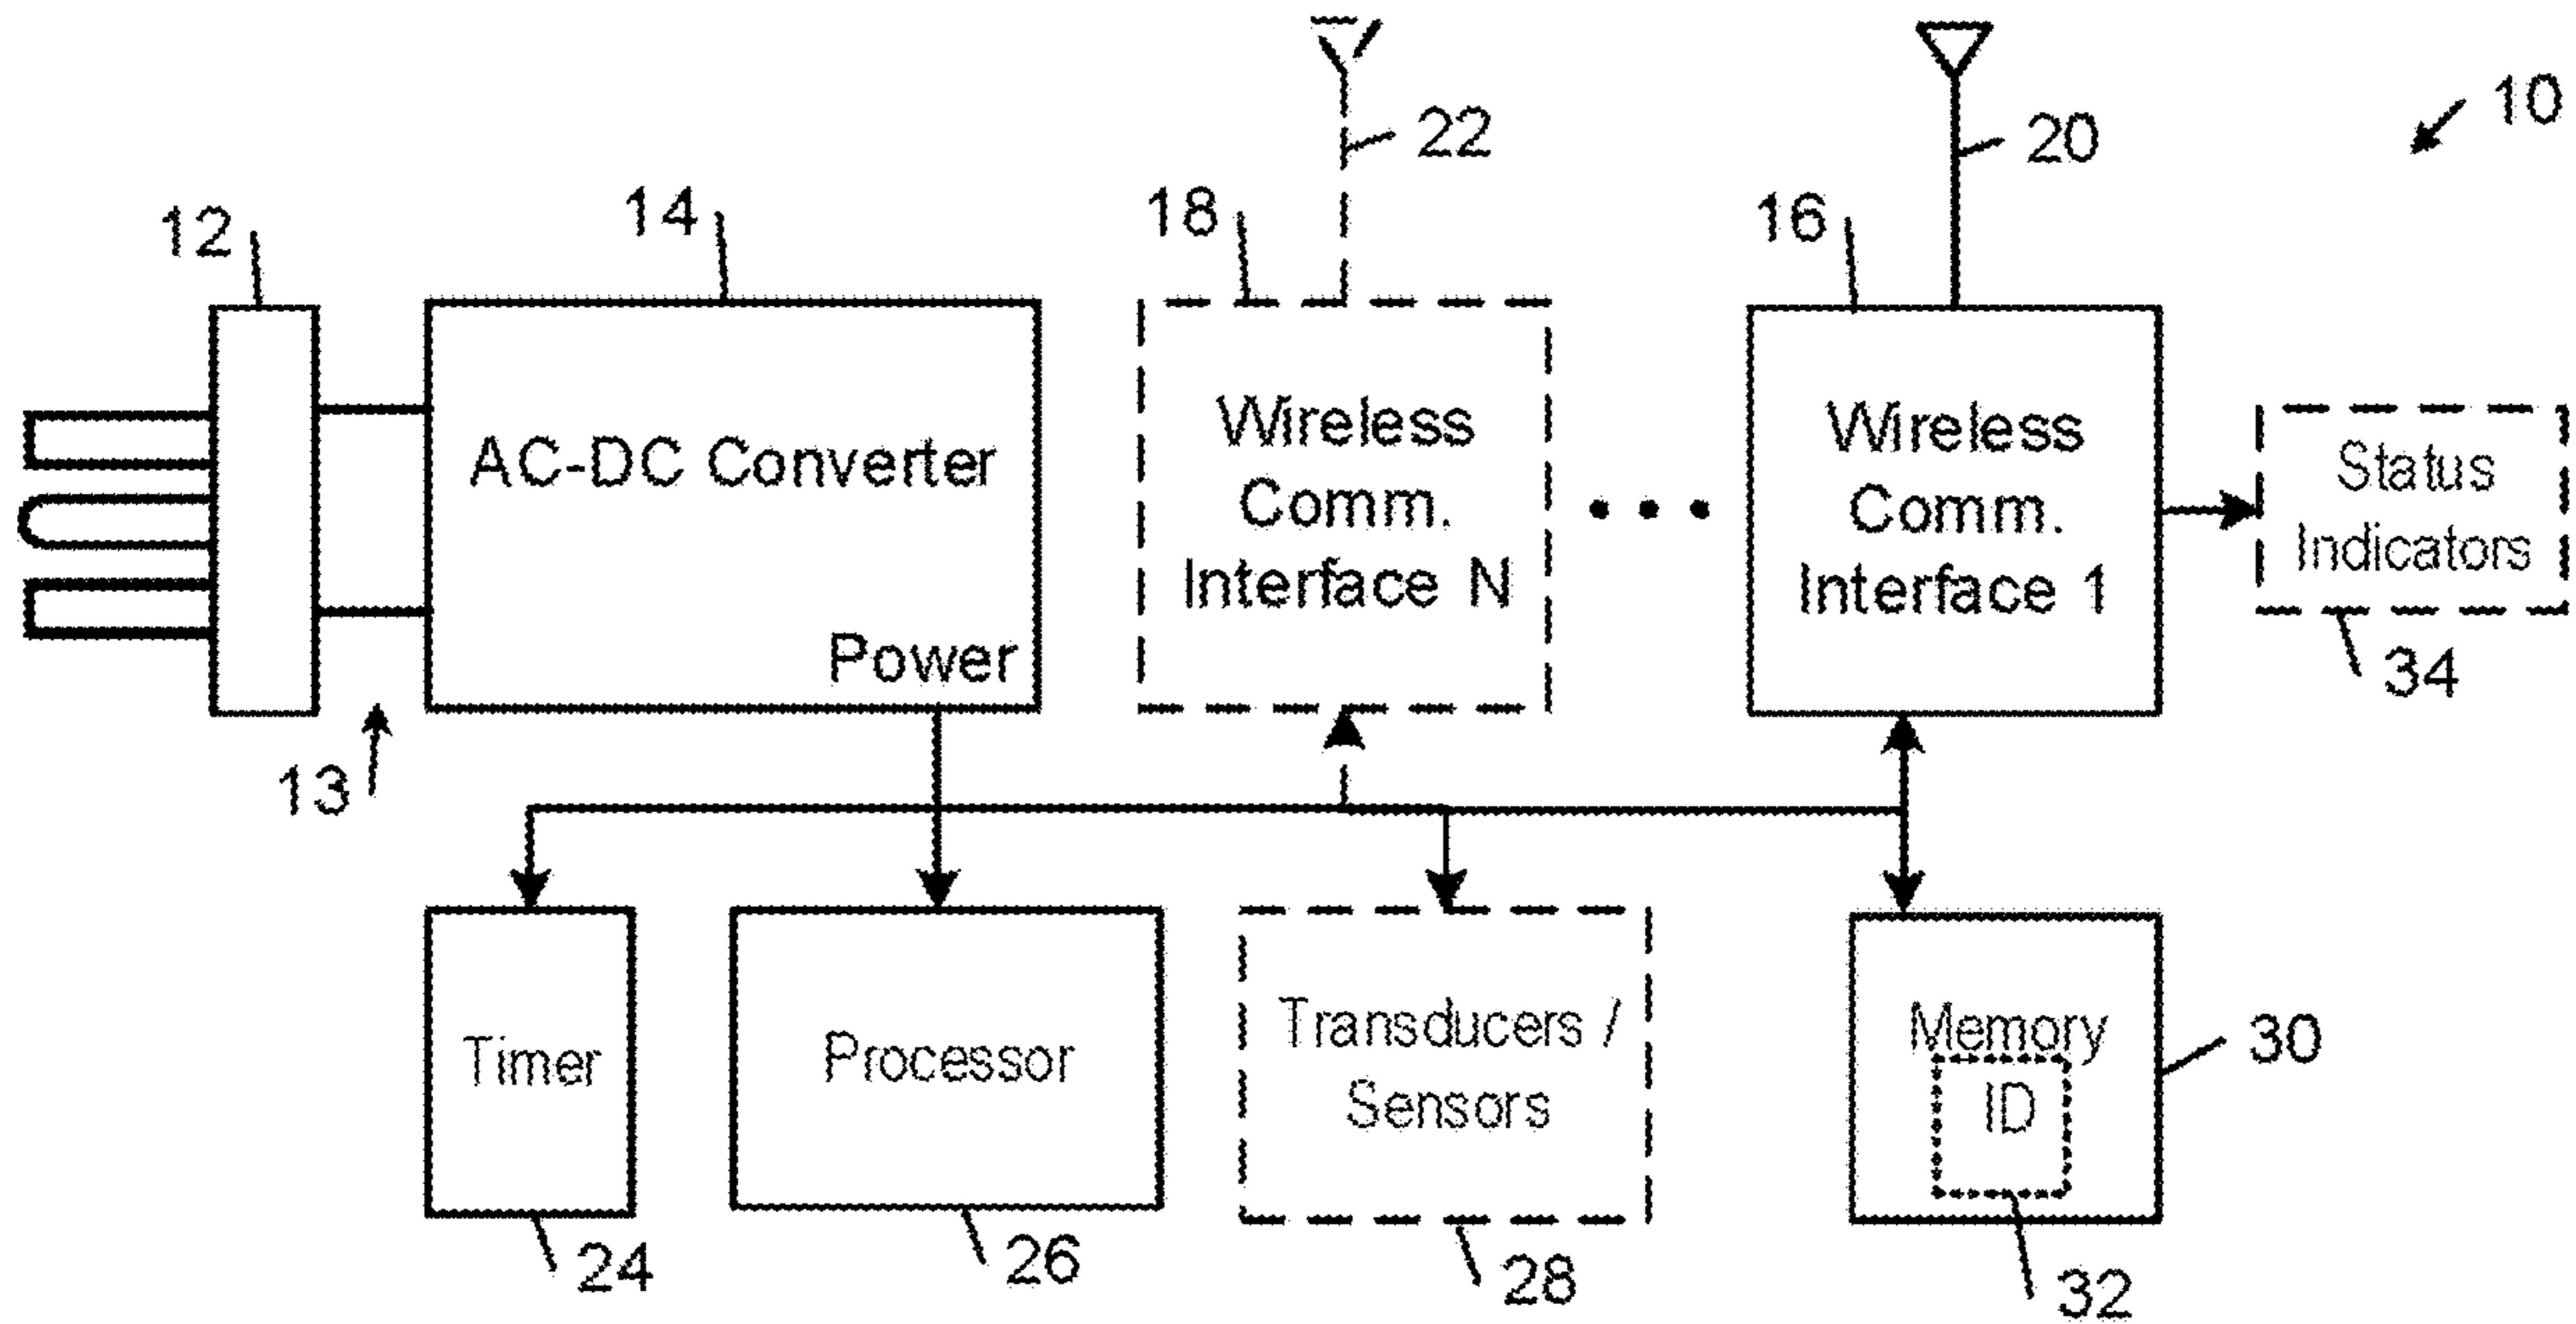 10
22
20
12
14
18
16
AC-DC Converter
Power
Wireless
Comm.
Interface N
Wireless
Comm.
Interface 1
Status
Indicators
34
13
Timer
Processor
Transducers /
Sensors
Memory
ID
30
24
26
28
32